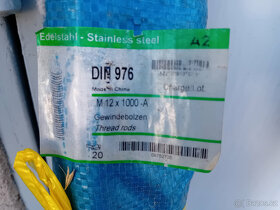 Edelstahl - Stainless steel A2
DIN 976
Made in China
Charge/Lot
M 12 x 1000 -A
Gewindebolzen
Thread rods
20